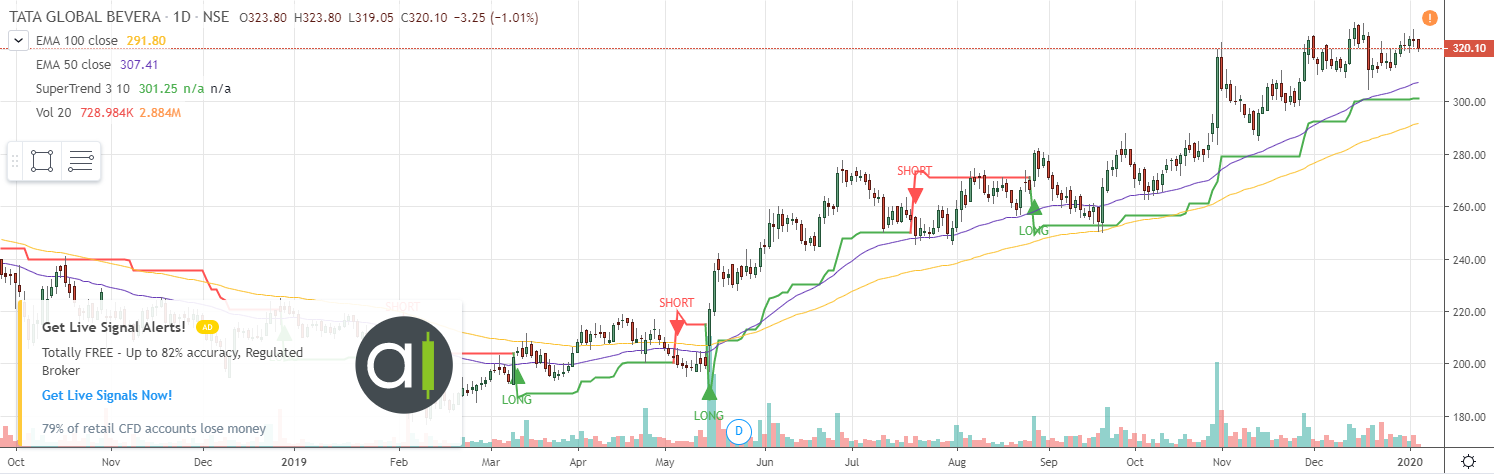 TATA GLOBAL BEVERA · 1D · NSE O323.80 H323.80 L319.05 C320.10 −3.25 (−1.01%)
EMA 100 close 291.80
EMA 50 close 307.41
SuperTrend 3 10 301.25 n/a n/a
Vol 20 728.984K 2.884M
!
320.10
300.00
280.00
260.00
240.00
220.00
200.00
180.00
SHORT
LONG
SHORT
SHORT
LONG
LONG
Get Live Signal Alerts! AD
Totally FREE - Up to 82% accuracy, Regulated
Broker
Get Live Signals Now!
79% of retail CFD accounts lose money
a
D
Oct Nov Dec 2019 Feb Mar Apr May Jun Jul Aug Sep Oct Nov Dec 2020